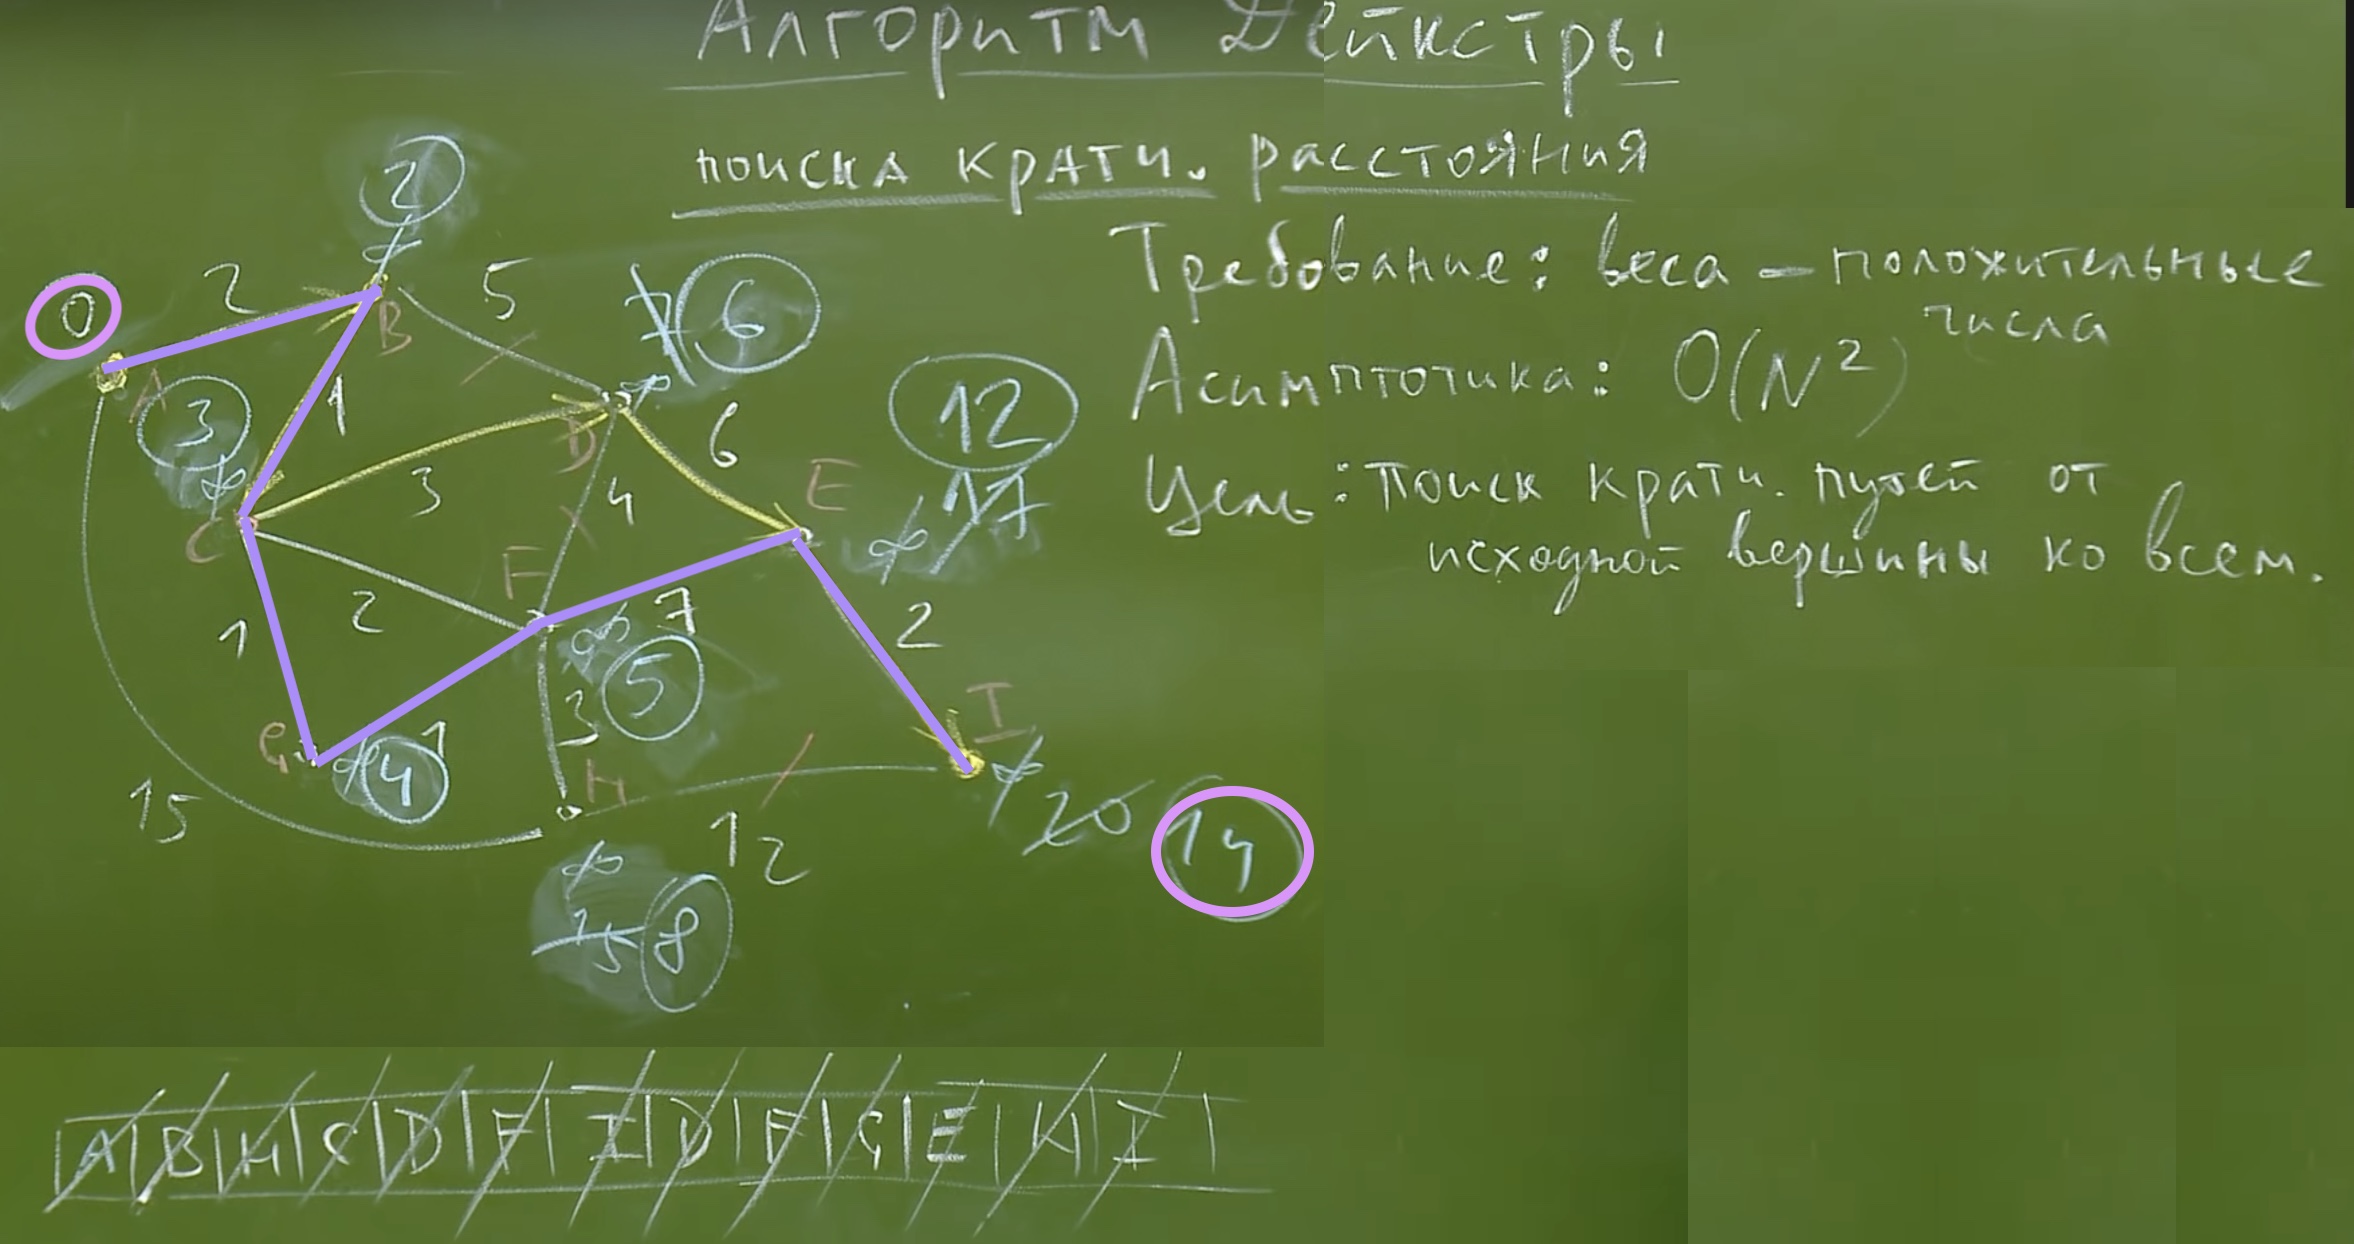 Алгоритм Дейкстры
поиска кратч. расстояния
Требование: веса – положительные
числа
Асимптотика: O(N²)
Цель: Поиск кратч. путей от
исходной вершины ко всем.
2
0
2
5
7 6
B
A
3
1
∞
12
D
6
E
17
3
4
C
F
2
7
1
∞
5
2
3
I
G
4
1
H
15
∞
20
14
12
∞
15
8
|A|B|H|C|D|F|I|D|F|G|E|H|I|